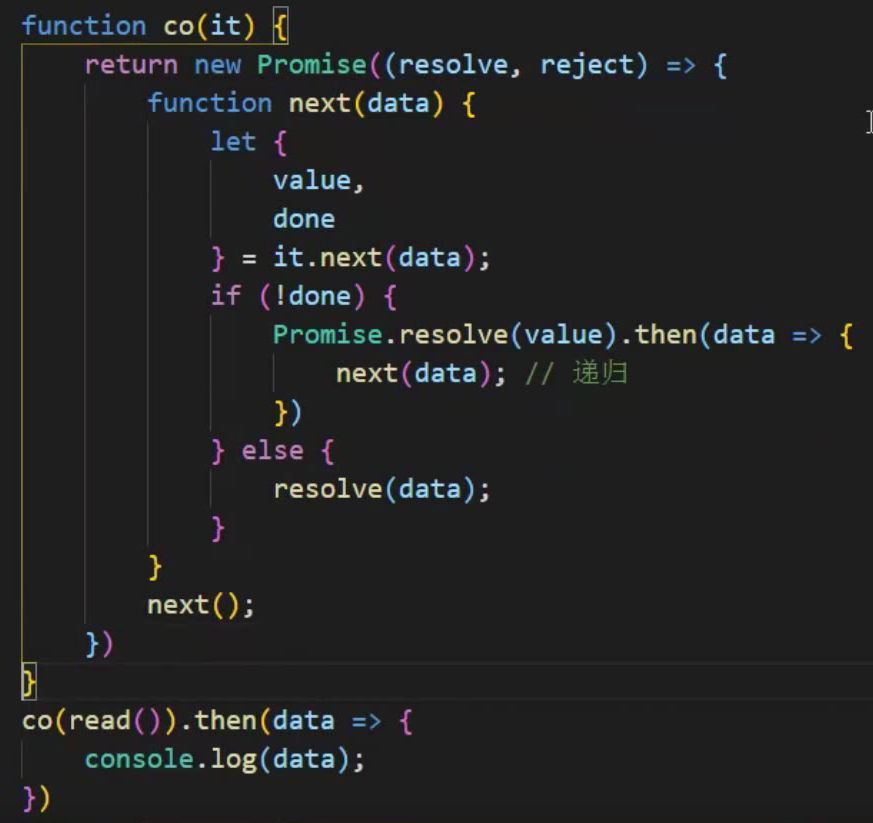 function co(it) {
    return new Promise((resolve, reject) => {
        function next(data) {
            let {
                value,
                done
            } = it.next(data);
            if (!done) {
                Promise.resolve(value).then(data => {
                    next(data); // 递归
                })
            } else {
                resolve(data);
            }
        }
        next();
    })
}
co(read()).then(data => {
    console.log(data);
})